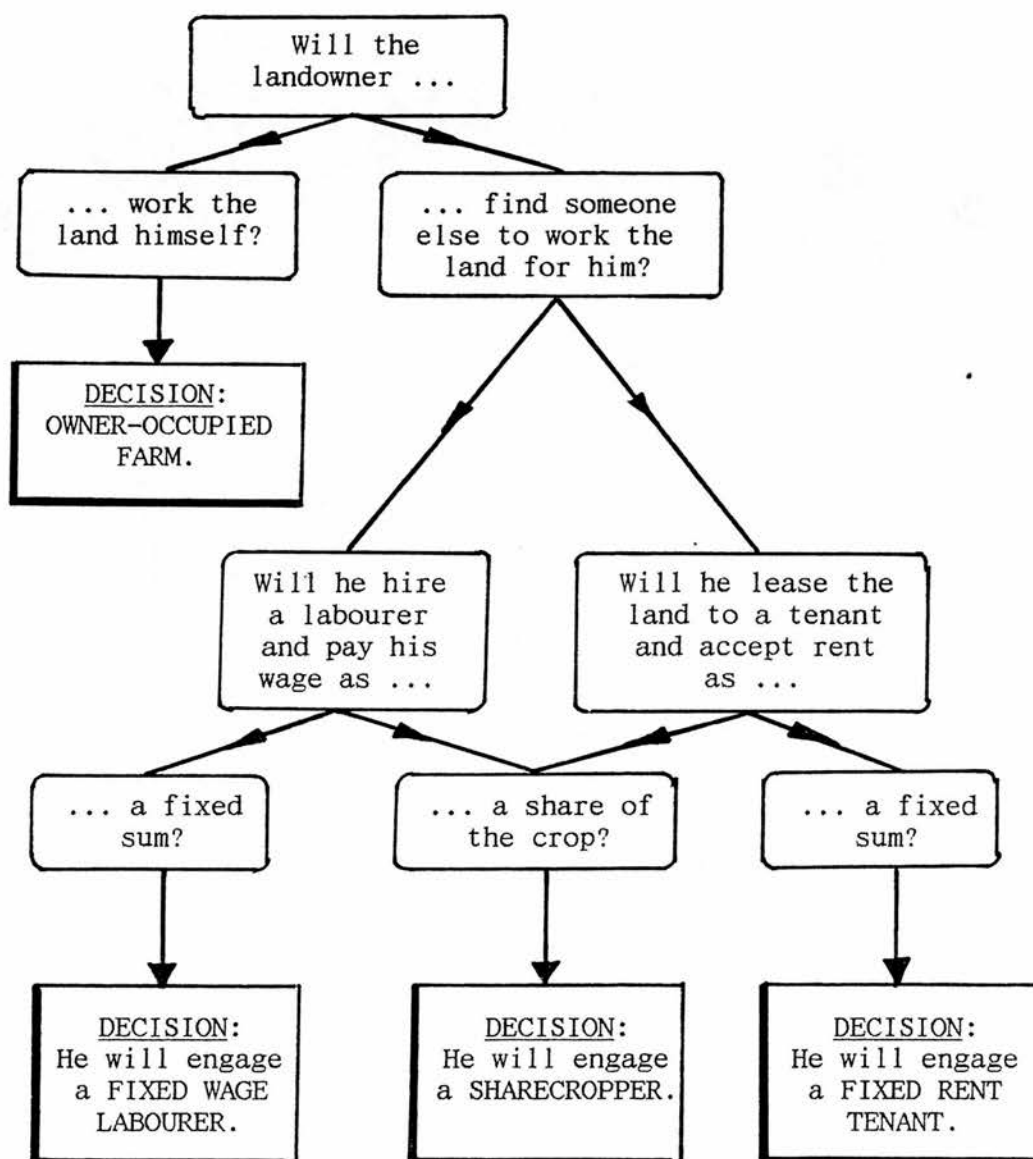 Will the
landowner ...
... work the
land himself?
... find someone
else to work the
land for him?
DECISION:
OWNER-OCCUPIED
FARM.
Will he hire
a labourer
and pay his
wage as ...
Will he lease the
land to a tenant
and accept rent
as ...
... a fixed
sum?
... a share of
the crop?
... a fixed
sum?
DECISION:
He will engage
a FIXED WAGE
LABOURER.
DECISION:
He will engage
a SHARECROPPER.
DECISION:
He will engage
a FIXED RENT
TENANT.